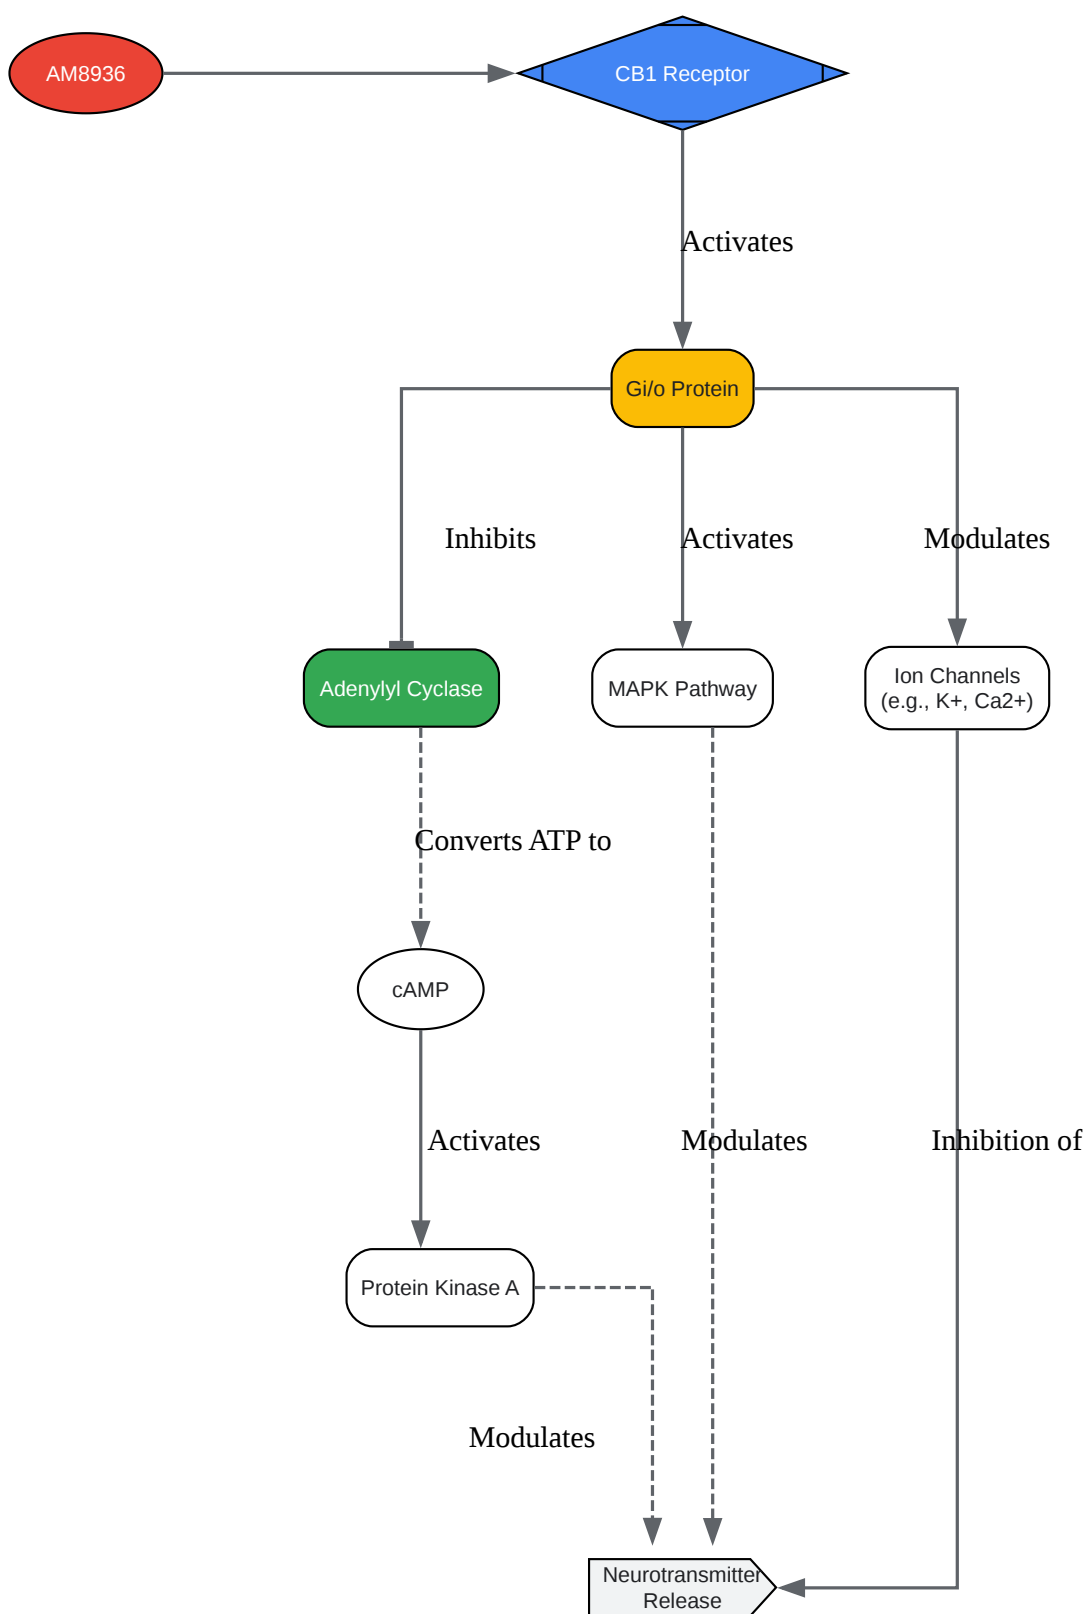 AM8936
CB1 Receptor
Activates
Gi/o Protein
Inhibits
Activates
Modulates
Adenylyl Cyclase
MAPK Pathway
Ion Channels
(e.g., K+, Ca2+)
Converts ATP to
cAMP
Activates
Modulates
Inhibition of
Protein Kinase A
Modulates
Neurotransmitter
Release